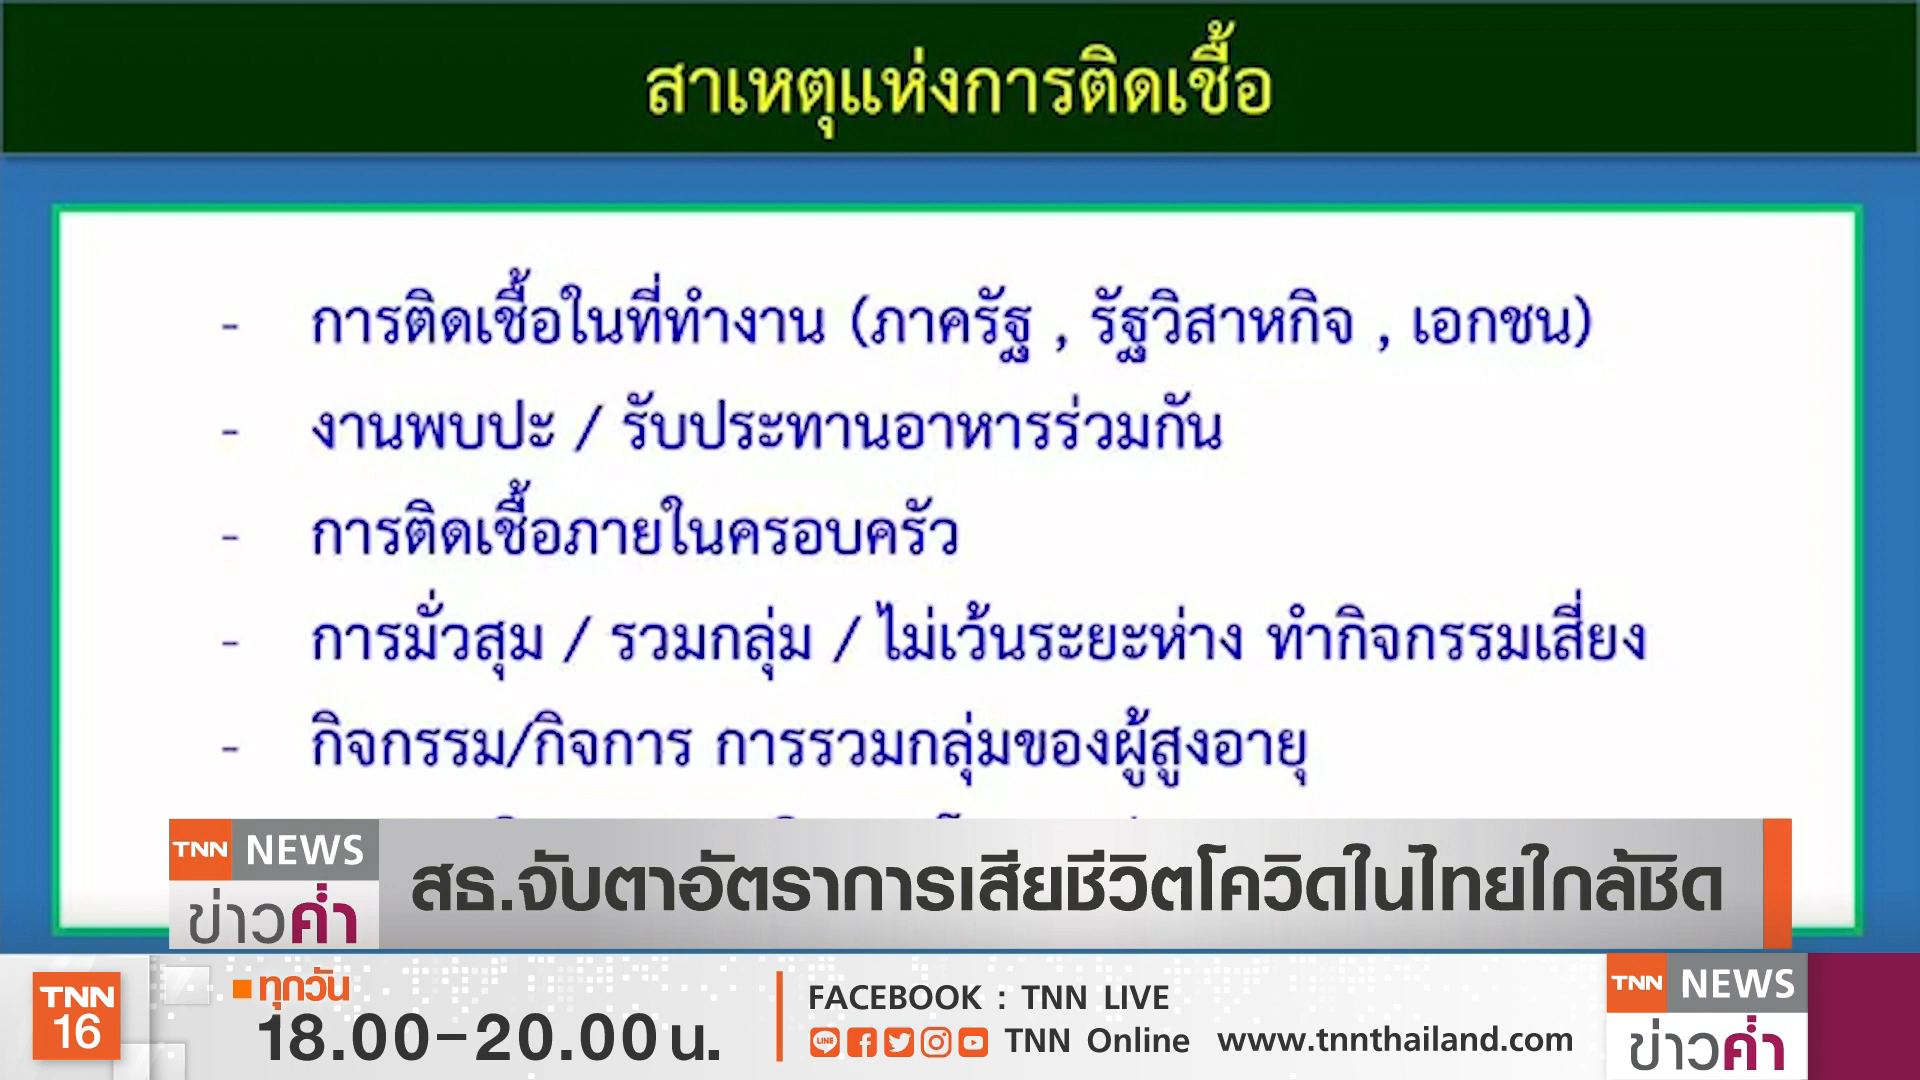 สาเหตุแห่งการติดเชื้อ
- การติดเชื้อในที่ทำงาน (ภาครัฐ , รัฐวิสาหกิจ , เอกชน)
- งานพบปะ / รับประทานอาหารร่วมกัน
- การติดเชื้อภายในครอบครัว
- การมั่วสุม / รวมกลุ่ม / ไม่เว้นระยะห่าง ทำกิจกรรมเสี่ยง
- กิจกรรม/กิจการ การรวมกลุ่มของผู้สูงอายุ
TNN NEWS
ข่าวค่ำ
สธ.จับตาอัตราการเสียชีวิตโควิดในไทยใกล้ชิด
TNN
16
ทุกวัน
18.00-20.00 น.
FACEBOOK : TNN LIVE
LINE TNN Online www.tnnthailand.com
TNN NEWS
ข่าวค่ำ